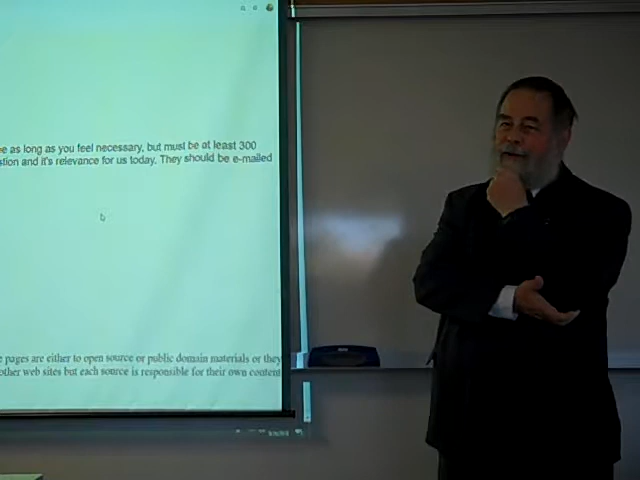 e as long as you feel necessary, but must be at least 300
stion and it's relevance for us today. They should be e-mailed
e pages are either to open source or public domain materials or they
other web sites but each source is responsible for their own content